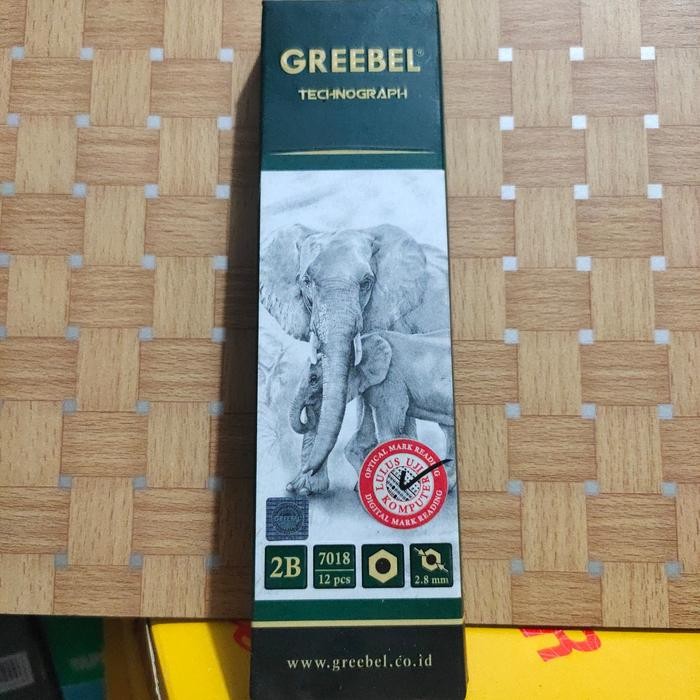 GREEBEL®
TECHNOGRAPH
OPTICAL MARK READING
LULUS UJI
KOMPUTER
DIGITAL MARK READING
GREEBEL
2B
7018
12 pcs
2.8 mm
www.greebel.co.id